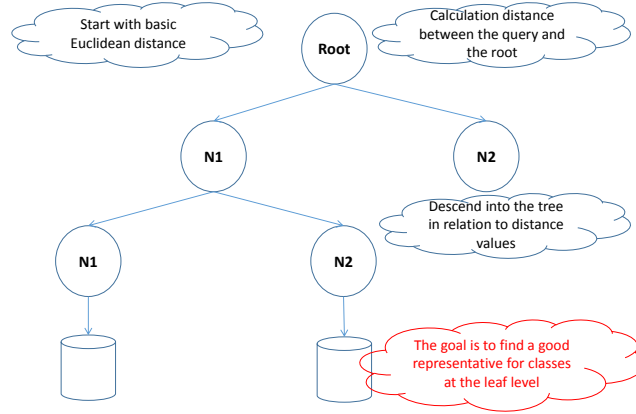 Start with basic
Euclidean distance
Root
Calculation distance
between the query and
the root
N1
N2
Descend into the tree
in relation to distance
values
N1
N2
The goal is to find a good
representative for classes
at the leaf level